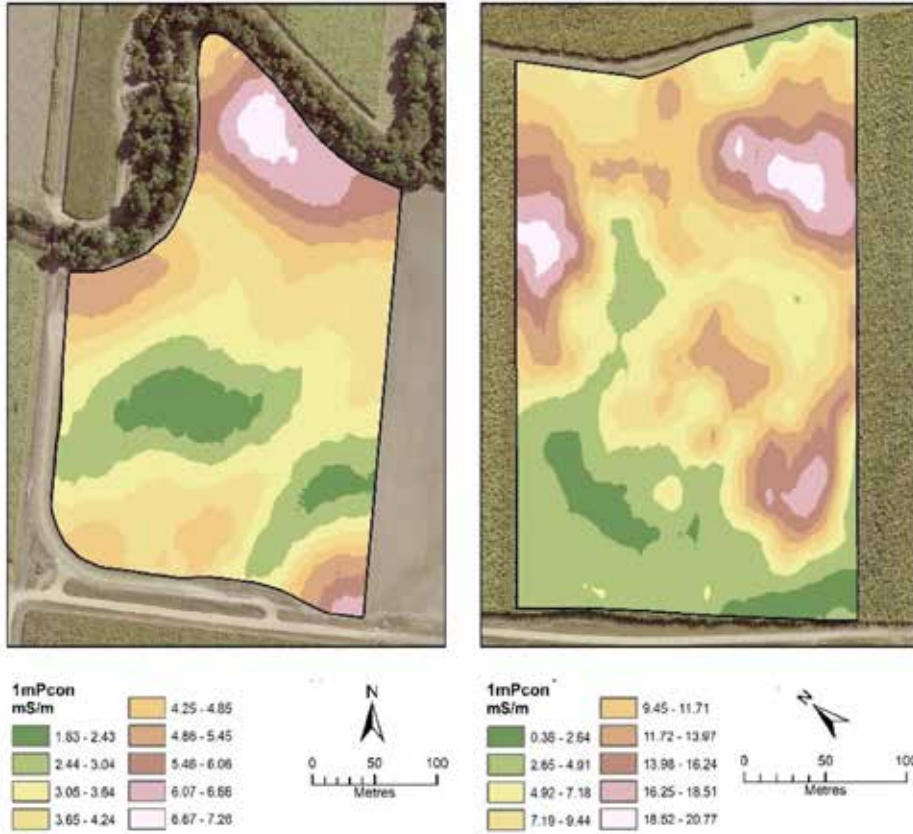 1mPcon
mS/m
1.83 - 2.43
2.44 - 3.04
3.05 - 3.64
3.65 - 4.24
4.25 - 4.85
4.86 - 5.45
5.46 - 6.06
6.07 - 6.66
6.67 - 7.26
N
0 50 100
Metres
1mPcon
mS/m
0.38 - 2.64
2.65 - 4.91
4.92 - 7.18
7.19 - 9.44
9.45 - 11.71
11.72 - 13.97
13.98 - 16.24
16.25 - 18.51
18.52 - 20.77
N
0 50 100
Metres